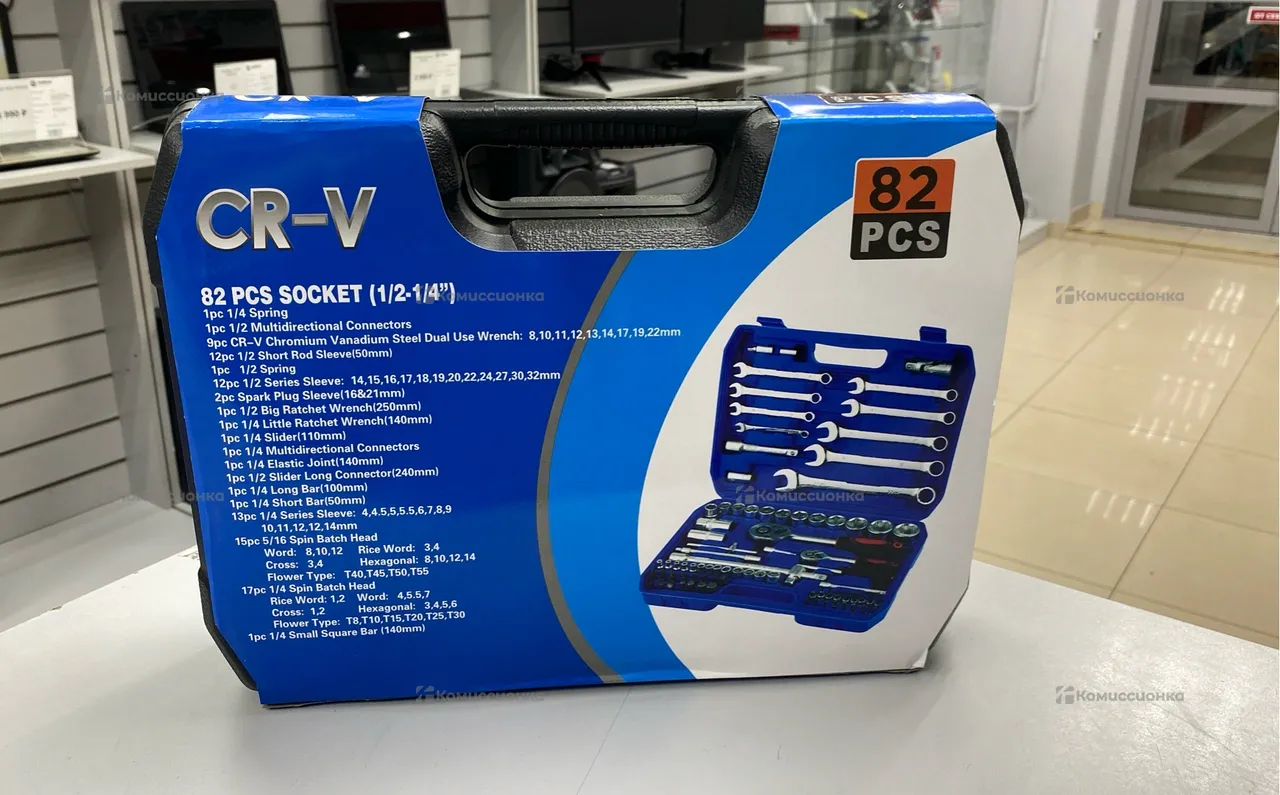 CR-V
PCS
CR-V
82
PCS
82 PCS SOCKET (1/2-1/4”)
1pc 1/4 Spring
1pc 1/2 Multidirectional Connectors
9pc CR-V Chromium Vanadium Steel Dual Use Wrench: 8,10,11,12,13,14,17,19,22mm
12pc 1/2 Short Rod Sleeve(50mm)
1pc 1/2 Spring
12pc 1/2 Series Sleeve: 14,15,16,17,18,19,20,22,24,27,30,32mm
2pc Spark Plug Sleeve(16&21mm)
1pc 1/2 Big Ratchet Wrench(250mm)
1pc 1/4 Little Ratchet Wrench(140mm)
1pc 1/4 Slider(110mm)
1pc 1/4 Multidirectional Connectors
1pc 1/4 Elastic Joint(140mm)
1pc 1/2 Slider Long Connector(240mm)
1pc 1/4 Long Bar(100mm)
1pc 1/4 Short Bar(50mm)
13pc 1/4 Series Sleeve: 4,4.5,5,5.5,6,7,8,9
10,11,12,12,14mm
15pc 5/16 Spin Batch Head
Word: 8,10,12 Rice Word: 3,4
Cross: 3,4 Hexagonal: 8,10,12,14
Flower Type: T40,T45,T50,T55
17pc 1/4 Spin Batch Head
Rice Word: 1,2 Word: 4,5.5,7
Cross: 1,2 Hexagonal: 3,4,5,6
Flower Type: T8,T10,T15,T20,T25,T30
1pc 1/4 Small Square Bar (140mm)
Комиссионка
Комиссионка
Комиссионка
Комиссионка
Комиссионка
Комиссионка
Комиссионка